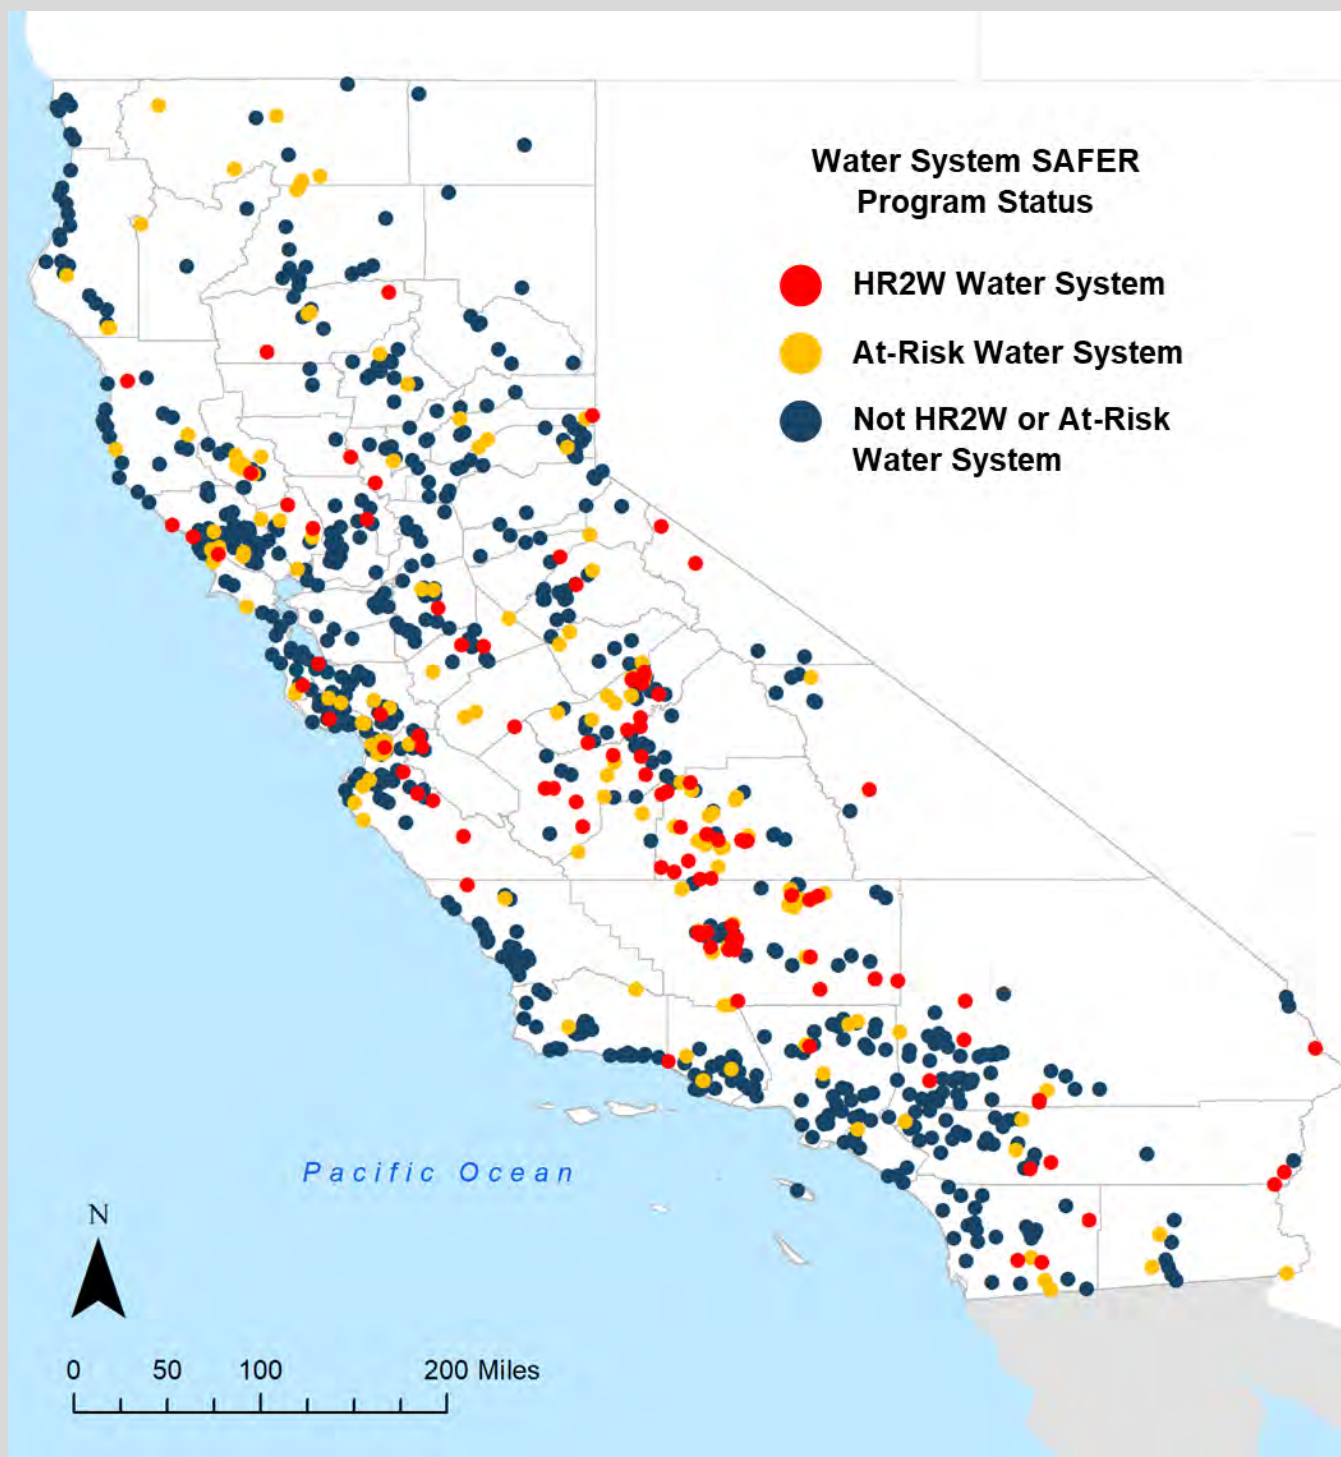 Water System SAFER
Program Status
HR2W Water System
At-Risk Water System
Not HR2W or At-Risk
Water System
Pacific Ocean
N
0 50 100 200 Miles